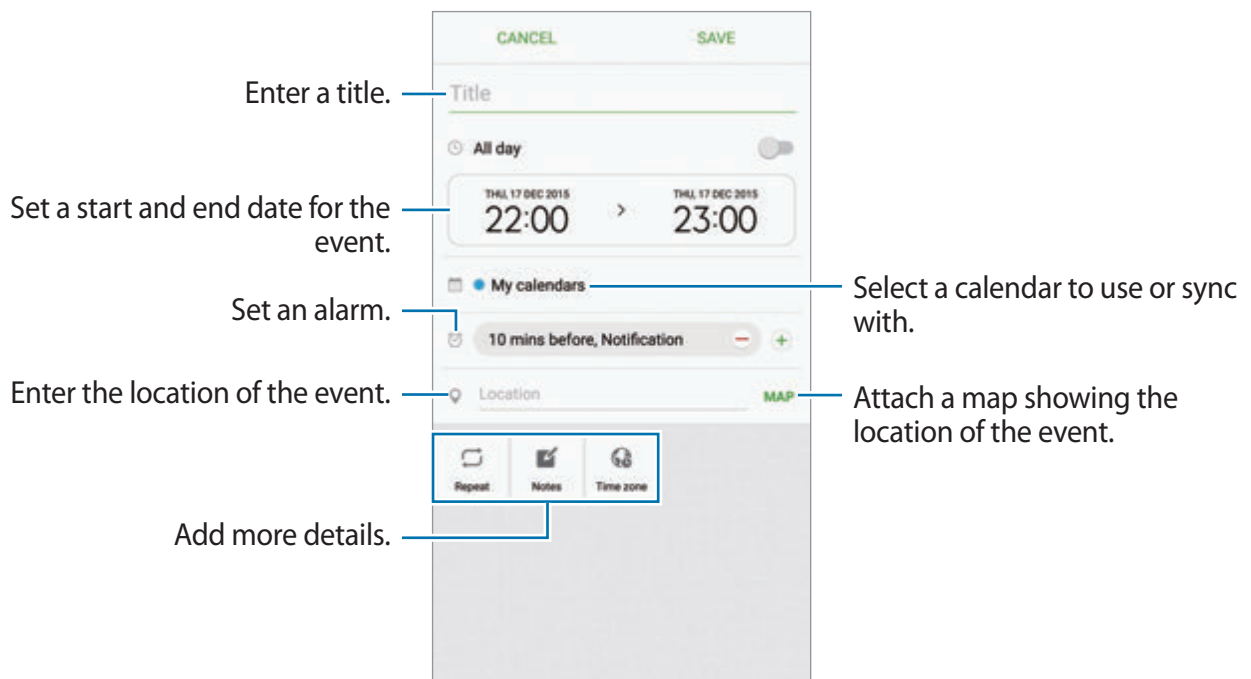 CANCEL SAVE
Enter a title.
Title
All day
Set a start and end date for the
event.
THU, 17 DEC 2015 THU, 17 DEC 2015
22:00 > 23:00
My calendars
Select a calendar to use or sync
with.
Set an alarm.
10 mins before, Notification
Enter the location of the event.
Location MAP
Attach a map showing the
location of the event.
Repeat Notes Time zone
Add more details.